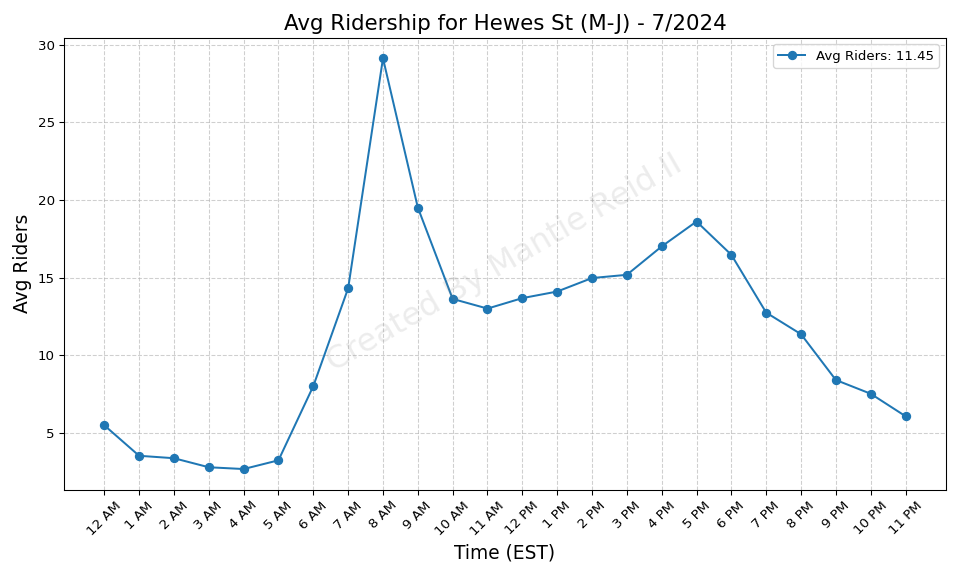 Avg Ridership for Hewes St (M-J) - 7/2024
Avg Riders: 11.45
Avg Riders
30
25
20
15
10
5
Created By Mantie Reid II
12 AM
1 AM
2 AM
3 AM
4 AM
5 AM
6 AM
7 AM
8 AM
9 AM
10 AM
11 AM
12 PM
1 PM
2 PM
3 PM
4 PM
5 PM
6 PM
7 PM
8 PM
9 PM
10 PM
11 PM
Time (EST)